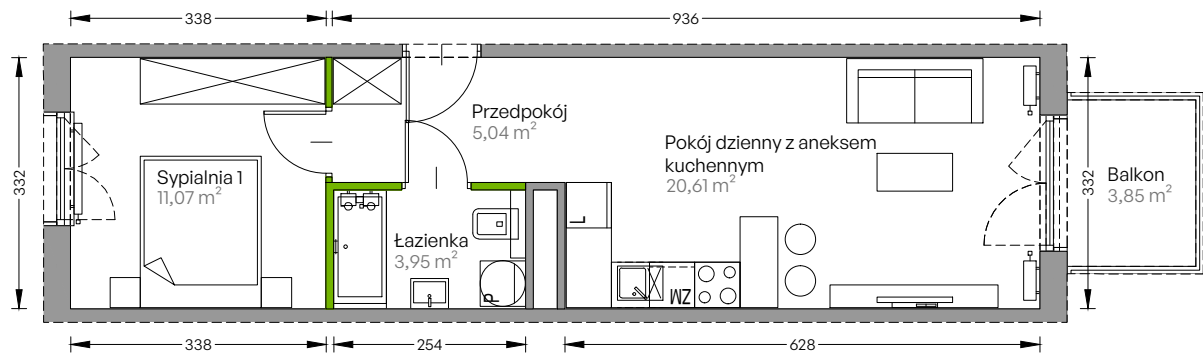 338
936
332
Sypialnia 1
11,07 m²
Przedpokój
5,04 m²
Pokój dzienny z aneksem
kuchennym
20,61 m²
Balkon
3,85 m²
332
Łazienka
3,95 m²
L
P
ZM
338
254
628